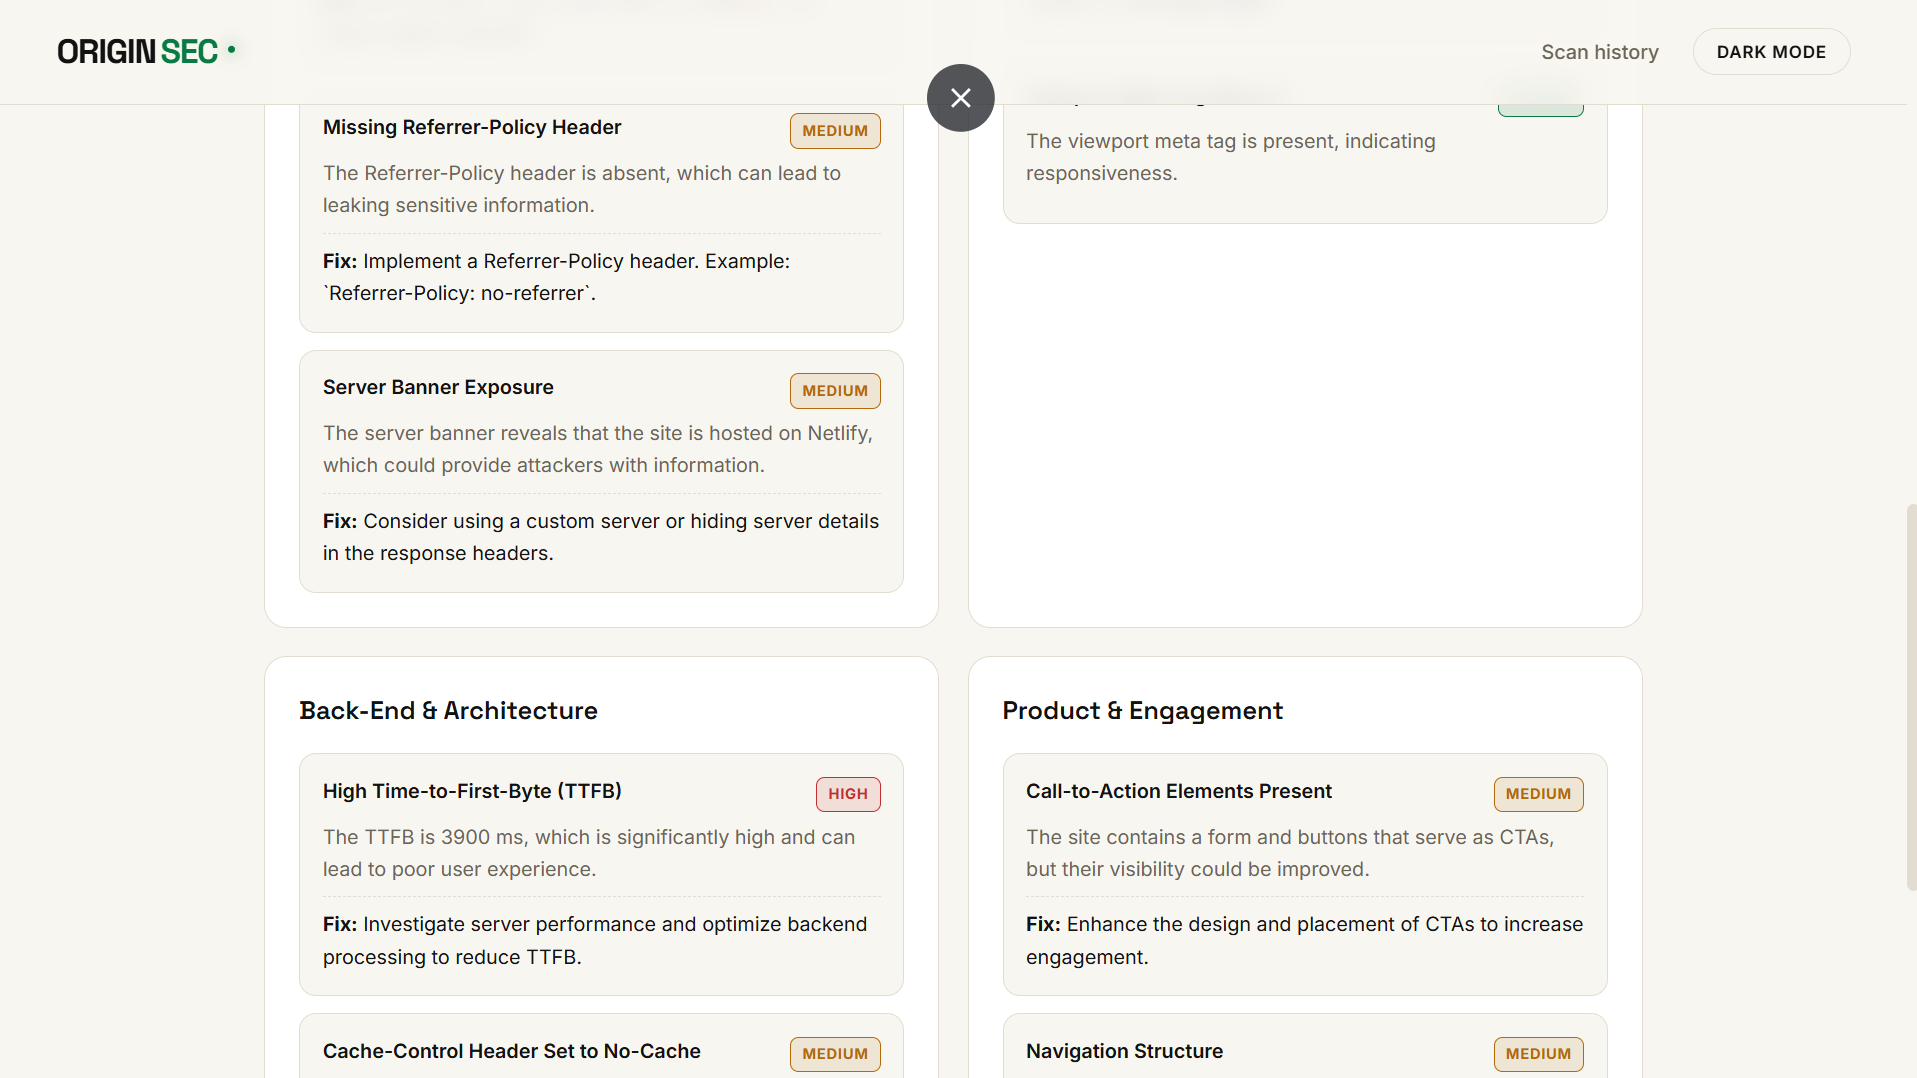 ORIGIN SEC
Scan history
DARK MODE
Missing Referrer-Policy Header
MEDIUM
The Referrer-Policy header is absent, which can lead to
leaking sensitive information.
Fix: Implement a Referrer-Policy header. Example:
`Referrer-Policy: no-referrer`.
Server Banner Exposure
MEDIUM
The server banner reveals that the site is hosted on Netlify,
which could provide attackers with information.
Fix: Consider using a custom server or hiding server details
in the response headers.
The viewport meta tag is present, indicating
responsiveness.
Back-End & Architecture
High Time-to-First-Byte (TTFB)
HIGH
The TTFB is 3900 ms, which is significantly high and can
lead to poor user experience.
Fix: Investigate server performance and optimize backend
processing to reduce TTFB.
Cache-Control Header Set to No-Cache
MEDIUM
Product & Engagement
Call-to-Action Elements Present
MEDIUM
The site contains a form and buttons that serve as CTAs,
but their visibility could be improved.
Fix: Enhance the design and placement of CTAs to increase
engagement.
Navigation Structure
MEDIUM